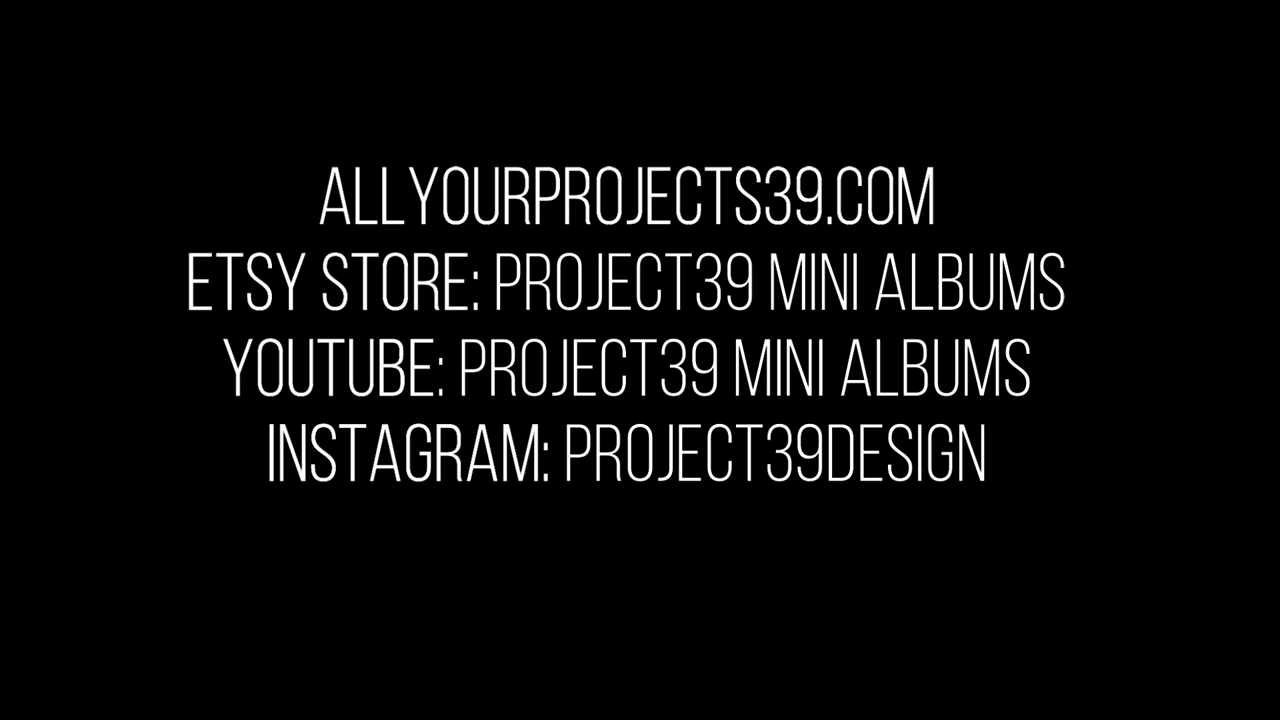 ALLYOURPROJECTS39.COM
ETSY STORE: PROJECT39 MINI ALBUMS
YOUTUBE: PROJECT39 MINI ALBUMS
INSTAGRAM: PROJECT39DESIGN